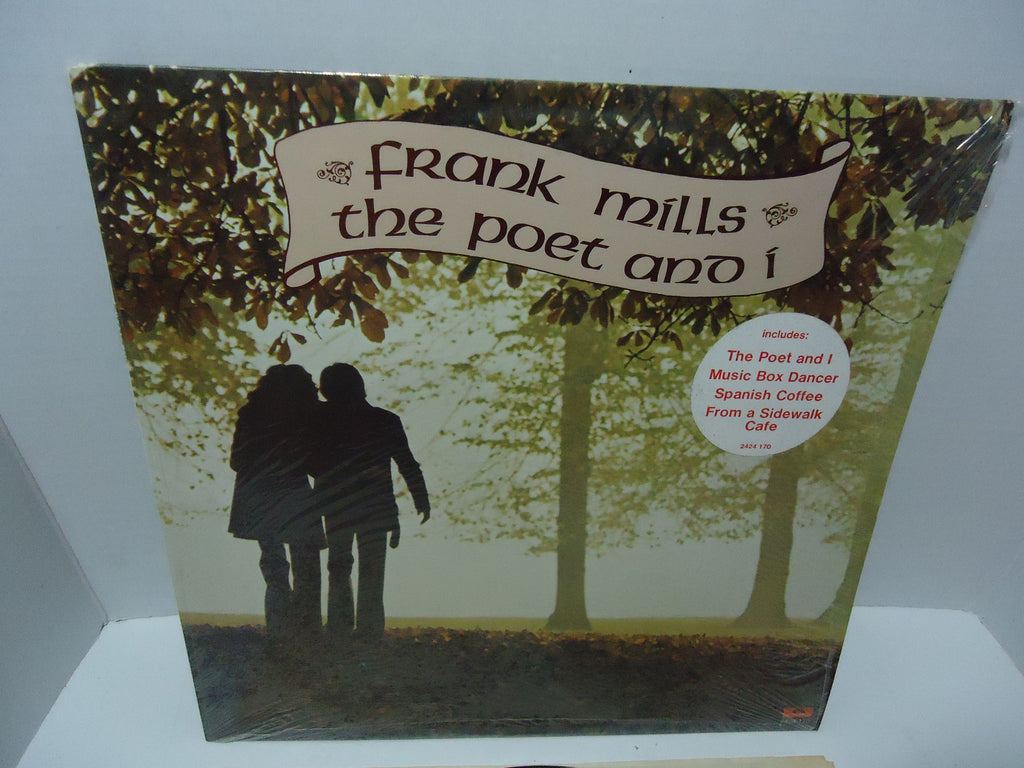 frank mills
the poet and i
includes:
The Poet and I
Music Box Dancer
Spanish Coffee
From a Sidewalk
Cafe
2424 170